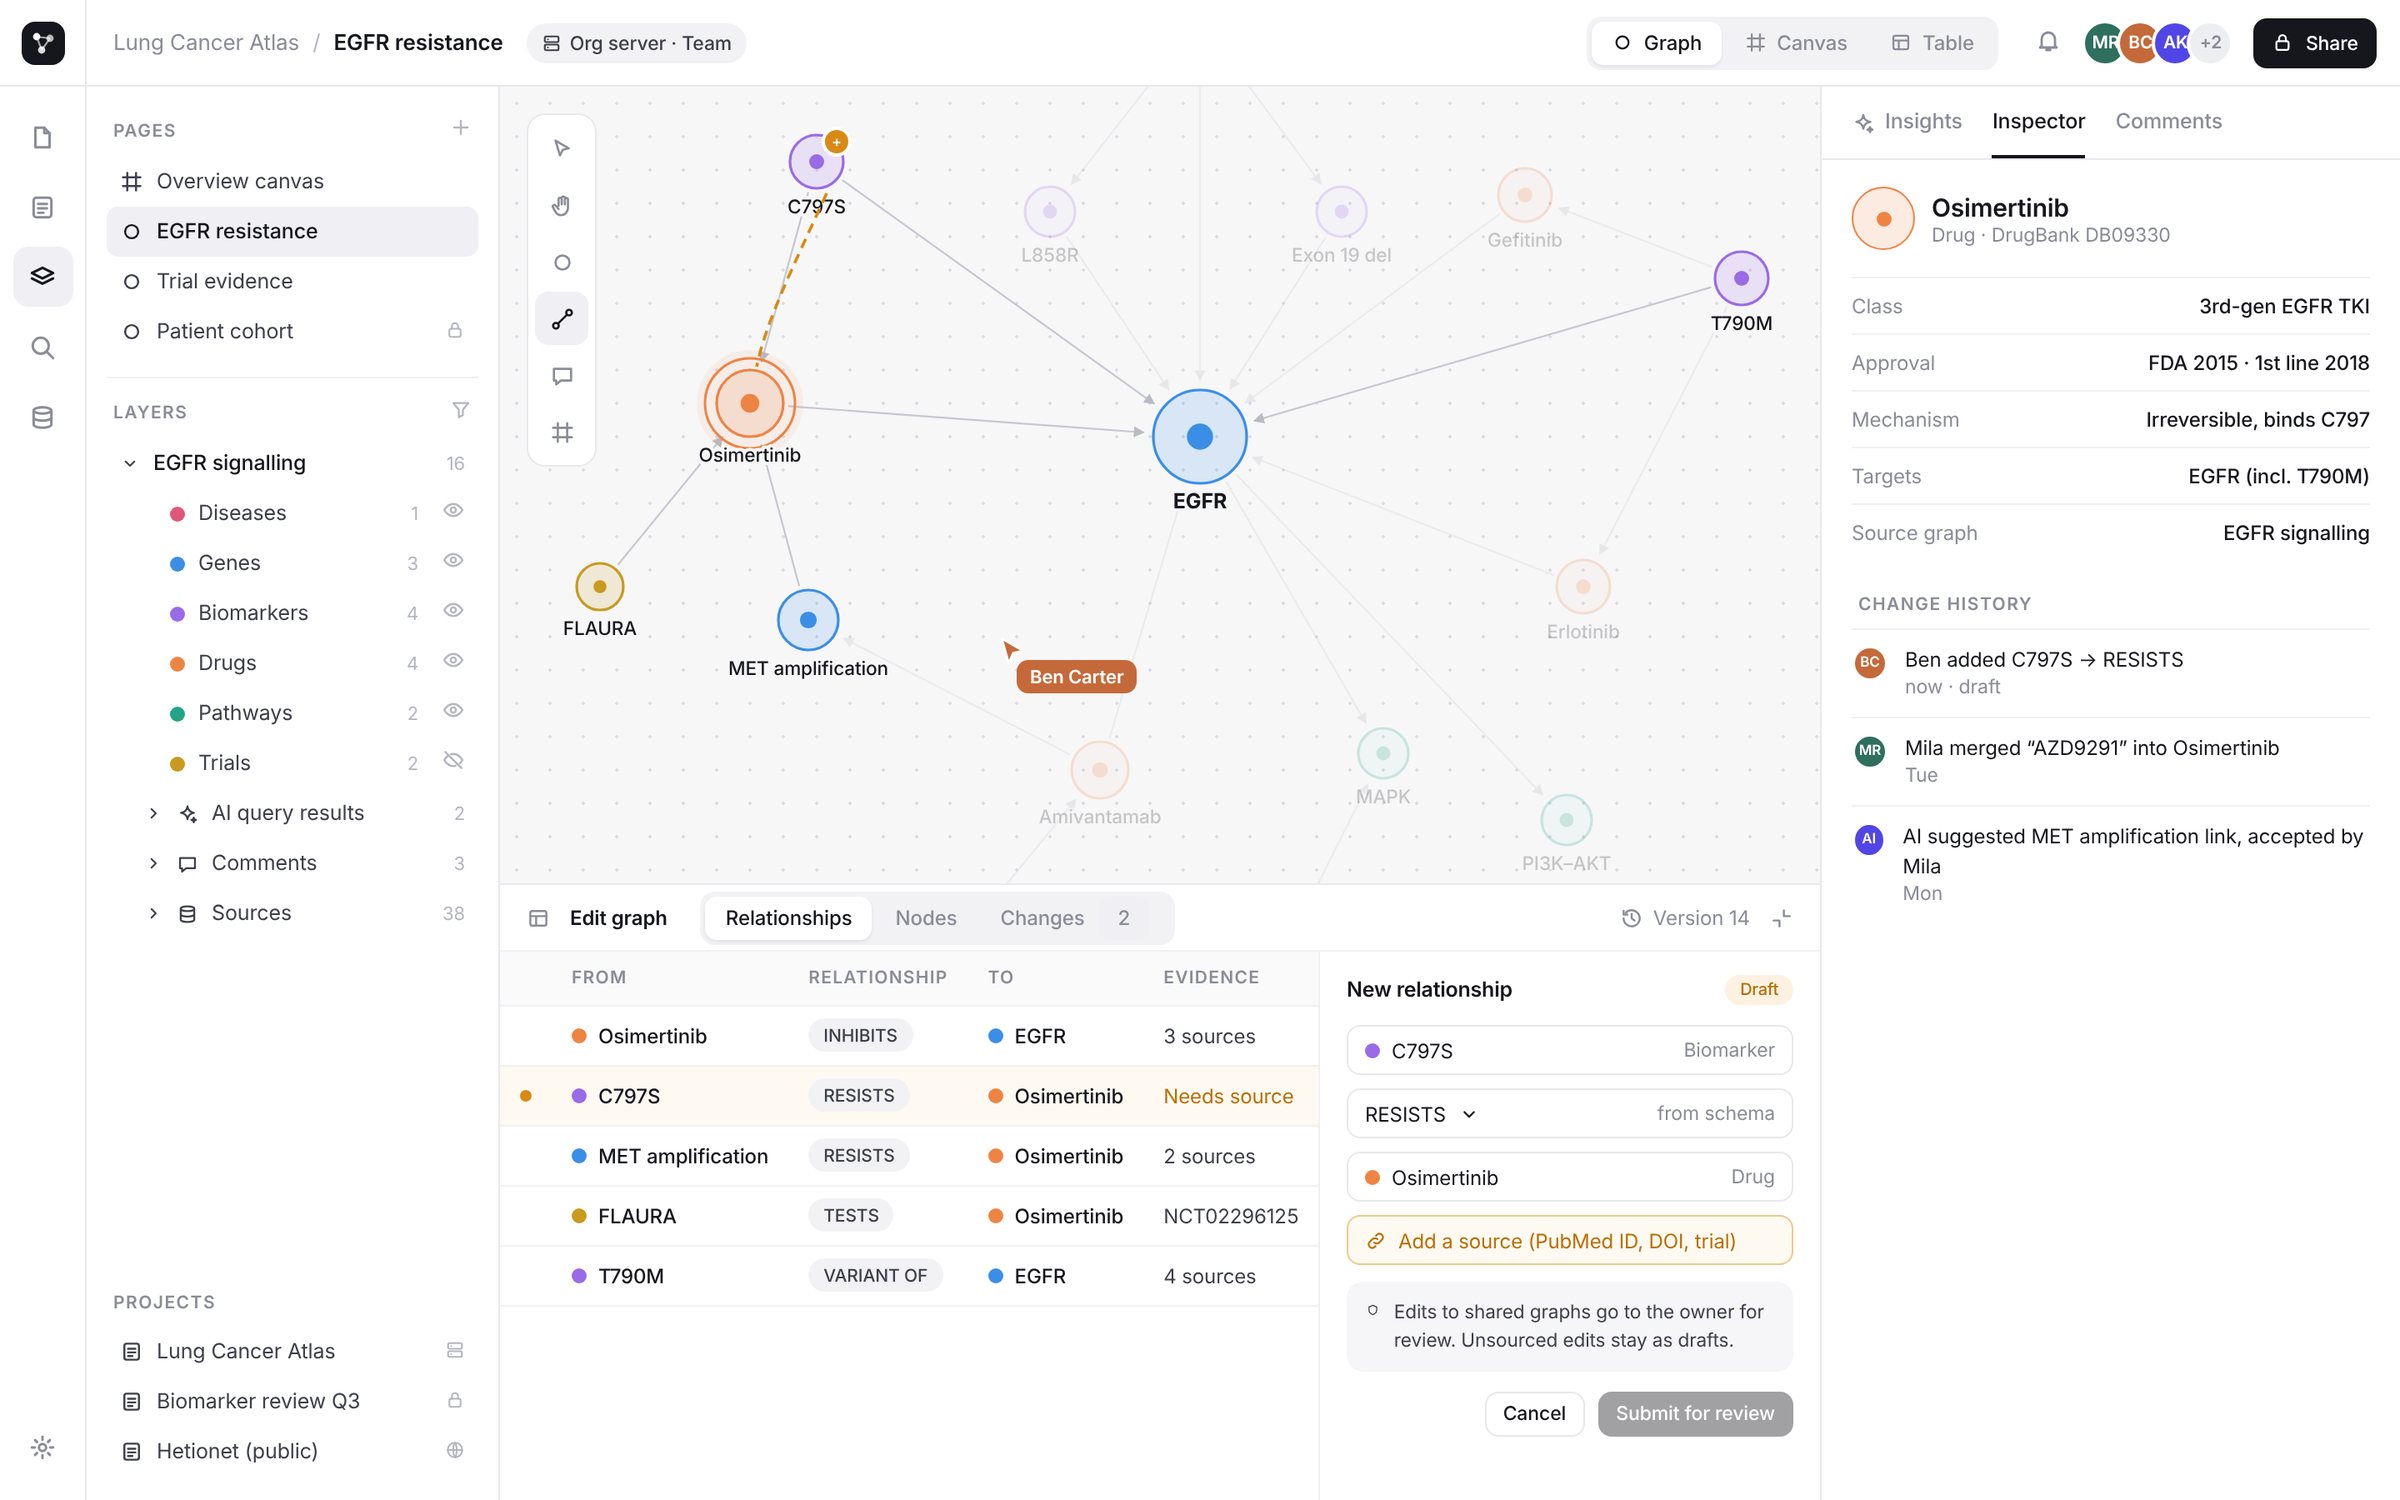 Lung Cancer Atlas / EGFR resistance
Org server · Team
Graph
Canvas
Table
MR
BC
AK
+2
Share
PAGES
Overview canvas
EGFR resistance
Trial evidence
Patient cohort
LAYERS
EGFR signalling 16
Diseases 1
Genes 3
Biomarkers 4
Drugs 4
Pathways 2
Trials 2
AI query results 2
Comments 3
Sources 38
PROJECTS
Lung Cancer Atlas
Biomarker review Q3
Hetionet (public)
+
C797S
L858R
Exon 19 del
Gefitinib
T790M
Osimertinib
EGFR
FLAURA
MET amplification
Erlotinib
Ben Carter
Amivantamab
MAPK
PI3K–AKT
Edit graph
Relationships
Nodes
Changes 2
Version 14
FROM RELATIONSHIP TO EVIDENCE
Osimertinib INHIBITS EGFR 3 sources
C797S RESISTS Osimertinib Needs source
MET amplification RESISTS Osimertinib 2 sources
FLAURA TESTS Osimertinib NCT02296125
T790M VARIANT OF EGFR 4 sources
New relationship Draft
C797S Biomarker
RESISTS from schema
Osimertinib Drug
Add a source (PubMed ID, DOI, trial)
Edits to shared graphs go to the owner for
review. Unsourced edits stay as drafts.
Cancel
Submit for review
Insights
Inspector
Comments
Osimertinib
Drug · DrugBank DB09330
Class 3rd-gen EGFR TKI
Approval FDA 2015 · 1st line 2018
Mechanism Irreversible, binds C797
Targets EGFR (incl. T790M)
Source graph EGFR signalling
CHANGE HISTORY
BC Ben added C797S → RESISTS
now · draft
MR Mila merged “AZD9291” into Osimertinib
Tue
AI AI suggested MET amplification link, accepted by
Mila
Mon